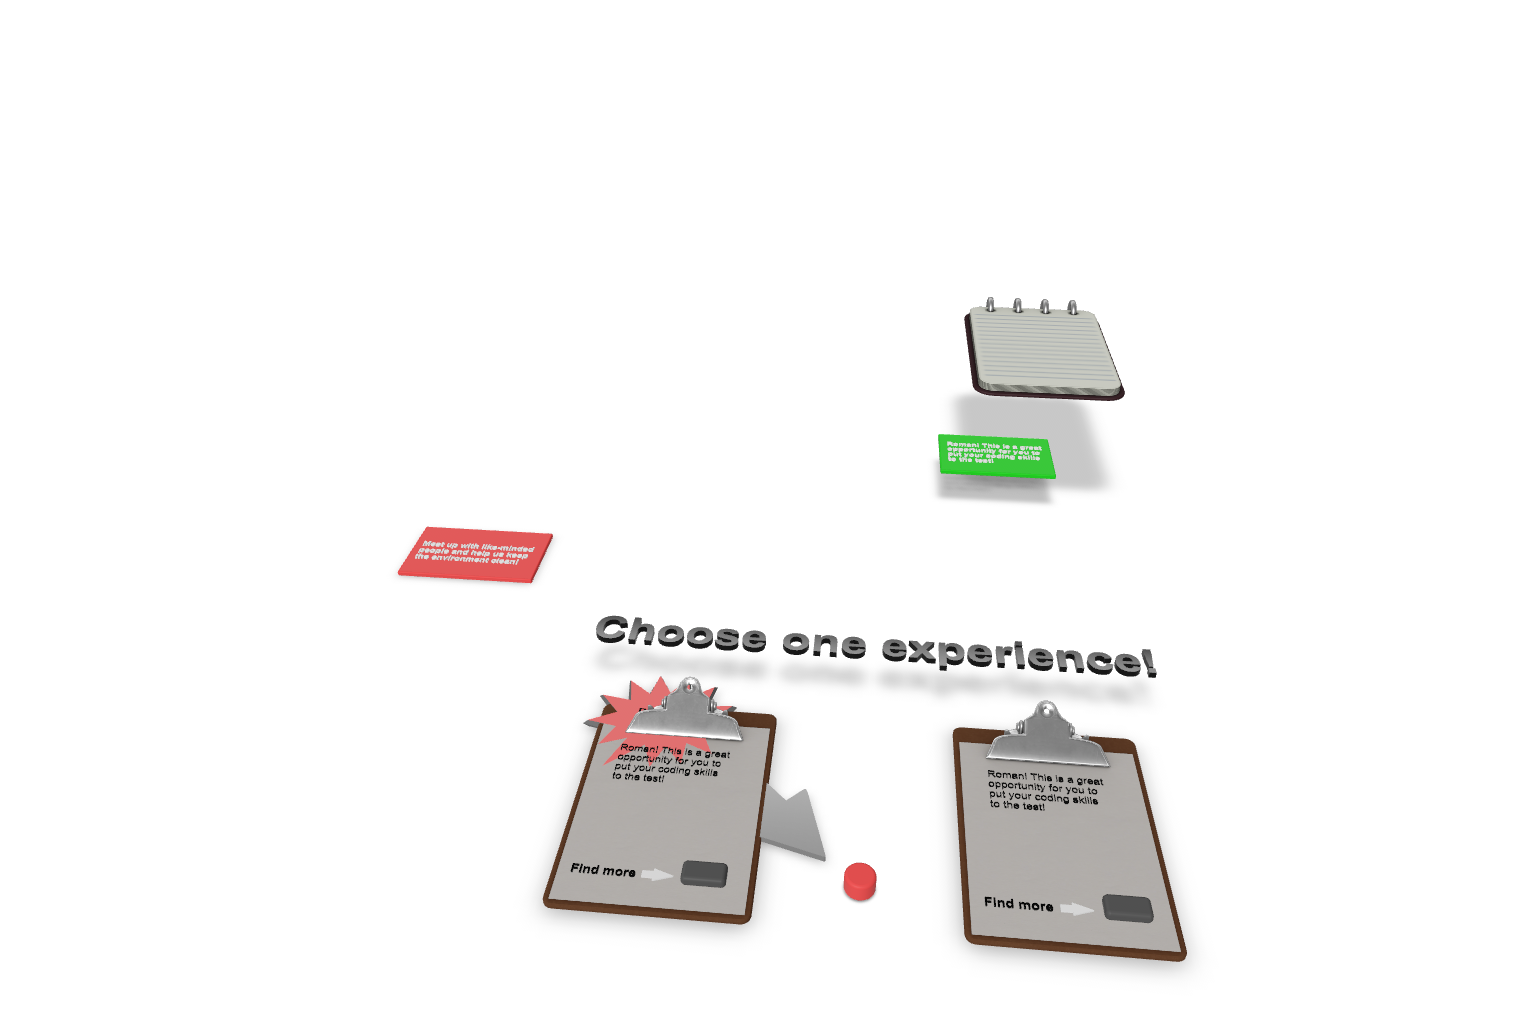 Roman! This is a great
opportunity for you to
put your coding skills
to the test!
Meet up with like-minded
people and help us keep
the environment clean!
Choose one experience!
Roman! This is a great
opportunity for you to
put your coding skills
to the test!
Find more
Roman! This is a great
opportunity for you to
put your coding skills
to the test!
Find more